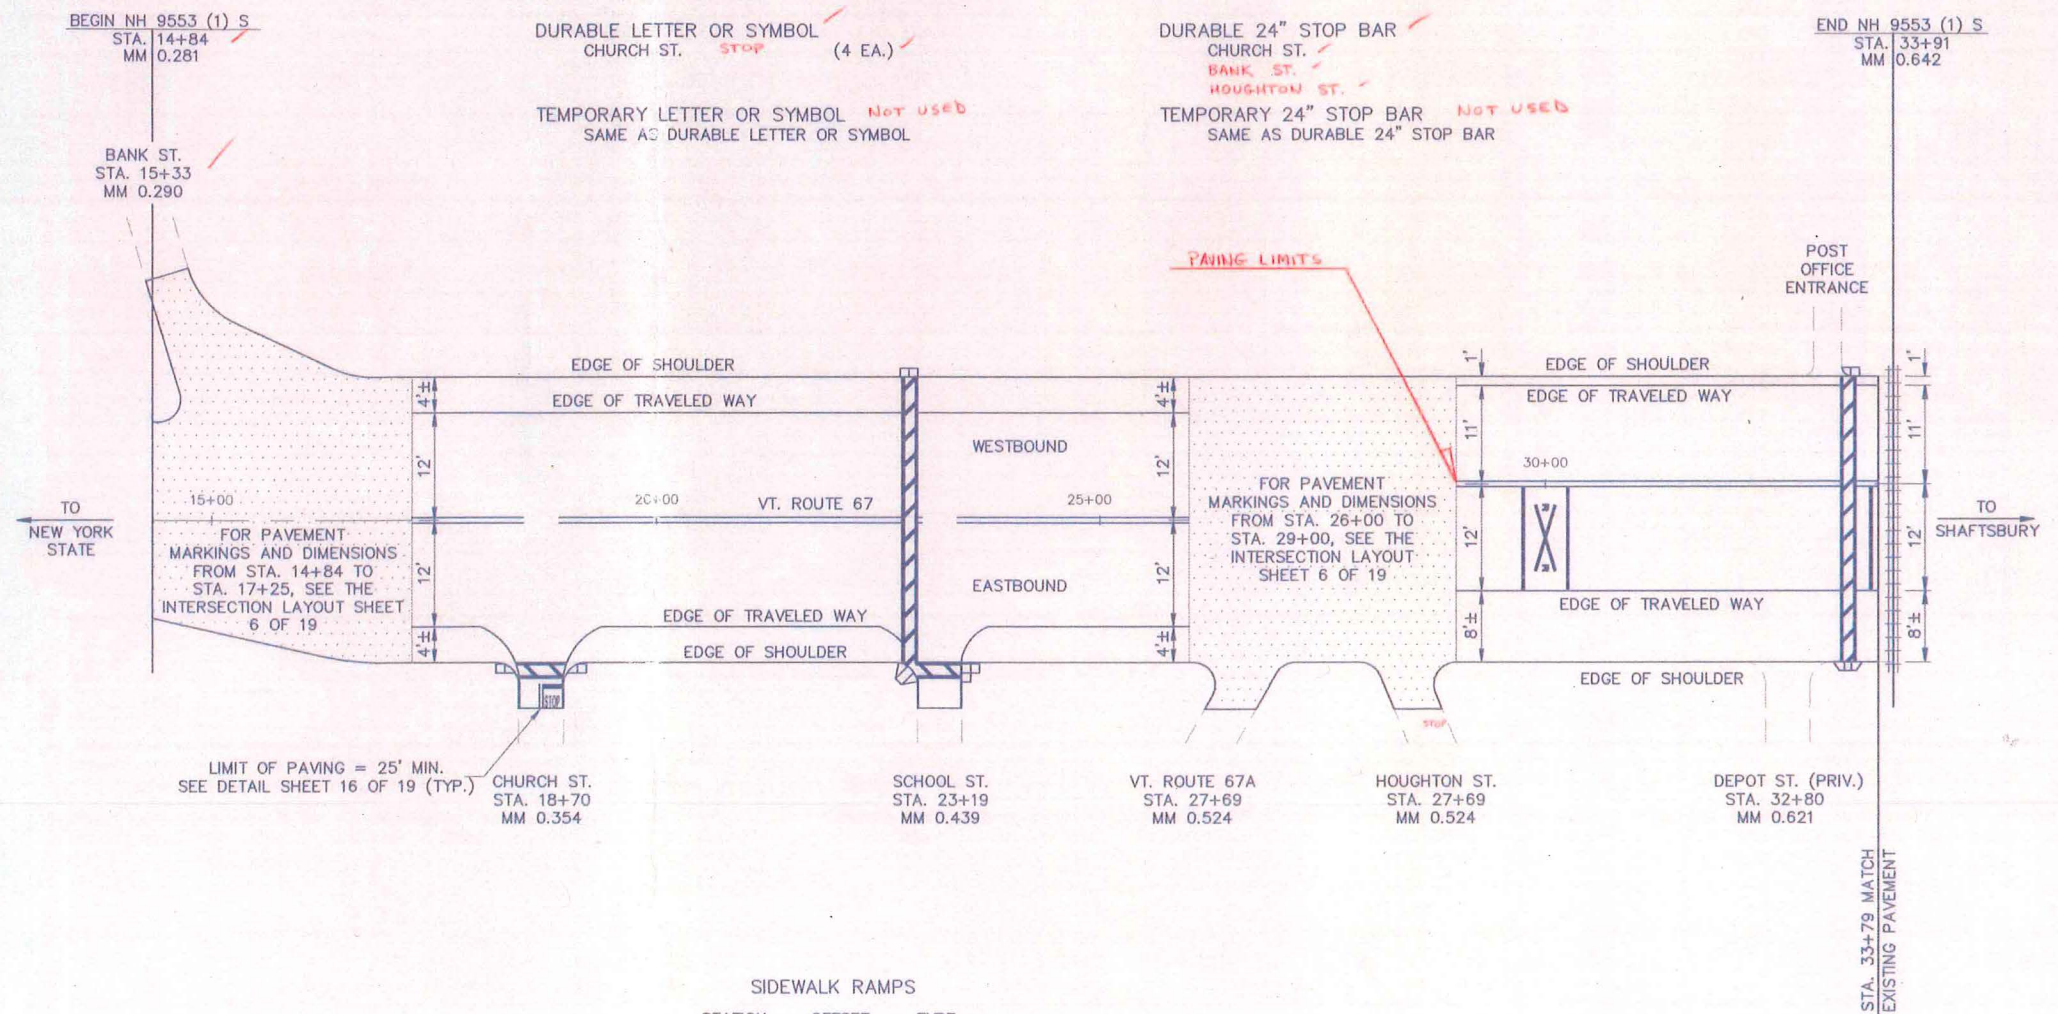 BEGIN NH 9553 (1) S
STA. 14+84
MM 0.281
BANK ST.
STA. 15+33
MM 0.290
DURABLE LETTER OR SYMBOL
CHURCH ST. STOP (4 EA.)
TEMPORARY LETTER OR SYMBOL NOT USED
SAME AS DURABLE LETTER OR SYMBOL
DURABLE 24" STOP BAR
CHURCH ST.
BANK ST.
HOUGHTON ST.
TEMPORARY 24" STOP BAR NOT USED
SAME AS DURABLE 24" STOP BAR
END NH 9553 (1) S
STA. 33+91
MM 0.642
PAVING LIMITS
POST
OFFICE
ENTRANCE
EDGE OF SHOULDER
EDGE OF TRAVELED WAY
4'±
12'
12'
4'±
WESTBOUND
EASTBOUND
15+00
20+00
VT. ROUTE 67
25+00
30+00
4'±
12'
12'
4'±
1'
11'
12'
8'±
EDGE OF SHOULDER
EDGE OF TRAVELED WAY
1'
11'
12'
8'±
TO
NEW YORK
STATE
FOR PAVEMENT
MARKINGS AND DIMENSIONS
FROM STA. 14+84 TO
STA. 17+25, SEE THE
INTERSECTION LAYOUT SHEET
6 OF 19
FOR PAVEMENT
MARKINGS AND DIMENSIONS
FROM STA. 26+00 TO
STA. 29+00, SEE THE
INTERSECTION LAYOUT
SHEET 6 OF 19
TO
SHAFTSBURY
EDGE OF TRAVELED WAY
EDGE OF SHOULDER
EDGE OF TRAVELED WAY
EDGE OF SHOULDER
STOP
STOP
LIMIT OF PAVING = 25' MIN.
SEE DETAIL SHEET 16 OF 19 (TYP.)
CHURCH ST.
STA. 18+70
MM 0.354
SCHOOL ST.
STA. 23+19
MM 0.439
VT. ROUTE 67A
STA. 27+69
MM 0.524
HOUGHTON ST.
STA. 27+69
MM 0.524
DEPOT ST. (PRIV.)
STA. 32+80
MM 0.621
STA. 33+79 MATCH
EXISTING PAVEMENT
SIDEWALK RAMPS